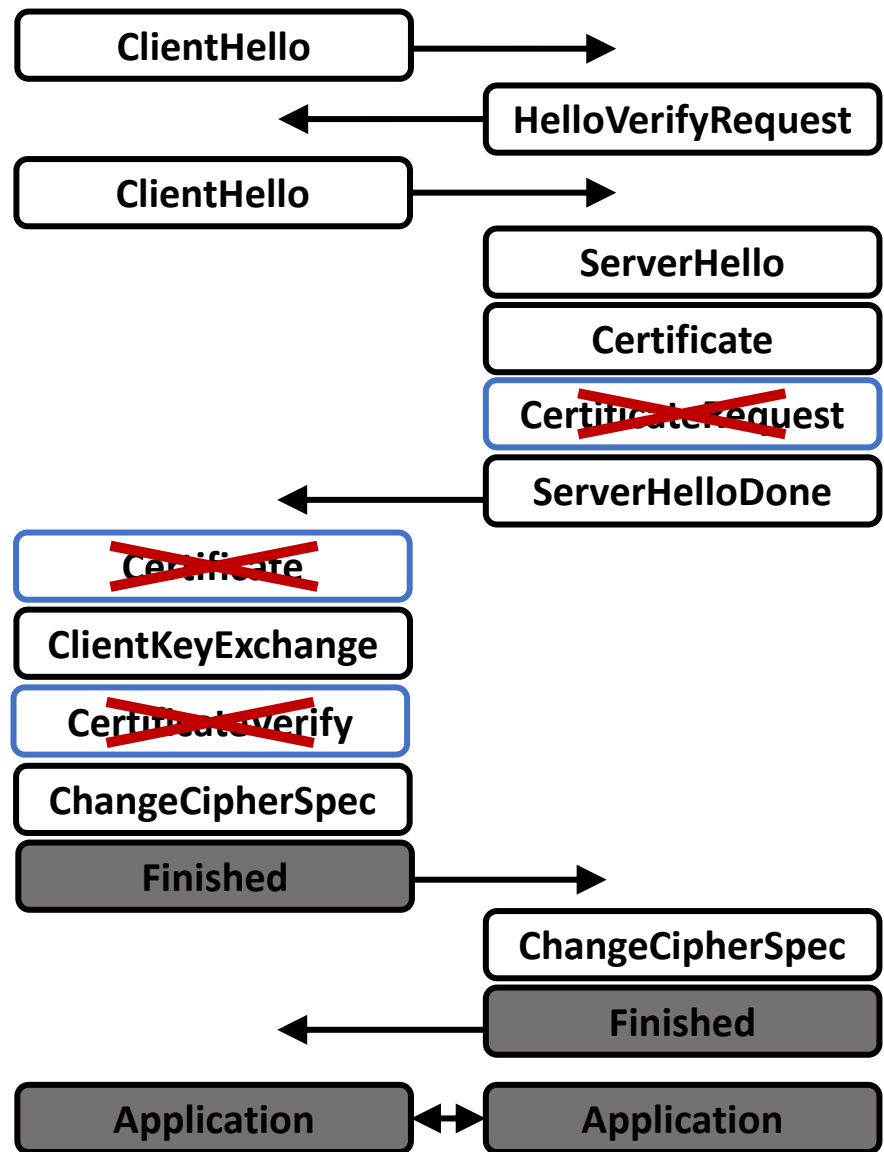 ClientHello
HelloVerifyRequest
ClientHello
ServerHello
Certificate
CertificateRequest
ServerHelloDone
Certificate
ClientKeyExchange
CertificateVerify
ChangeCipherSpec
Finished
ChangeCipherSpec
Finished
Application
Application